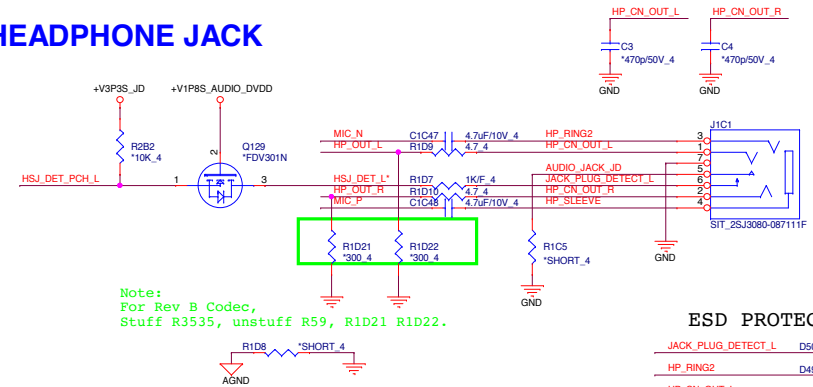 HP_CN_OUT_L HP_CN_OUT_R
HEADPHONE JACK
C3 C4
*470p/50V_4 *470p/50V_4
GND GND
+V3P3S_JD +V1P8S_AUDIO_DVDD
R2B2
*10K_4
2
Q129
*FDV301N
HSJ_DET_PCH_L 1 3
J1C1
MIC_N C1C47 4.7uF/10V_4 HP_RING2 3
HP_OUT_L R1D9 4.7_4 HP_CN_OUT_L 1
7
AUDIO_JACK_JD 5
HSJ_DET_L* R1D7 1K/F_4 JACK_PLUG_DETECT_L 6
HP_OUT_R R1D10 4.7_4 HP_CN_OUT_R 2
MIC_P C1C48 4.7uF/10V_4 HP_SLEEVE 4
SIT_2SJ3080-087111F
R1D21 R1D22 R1C5
*300_4 *300_4 *SHORT_4
GND
GND
Note:
For Rev B Codec,
Stuff R3535, unstuff R59, R1D21 R1D22.
ESD PROTEC
R1D8 *SHORT_4
AGND
JACK_PLUG_DETECT_L D50
HP_RING2 D49